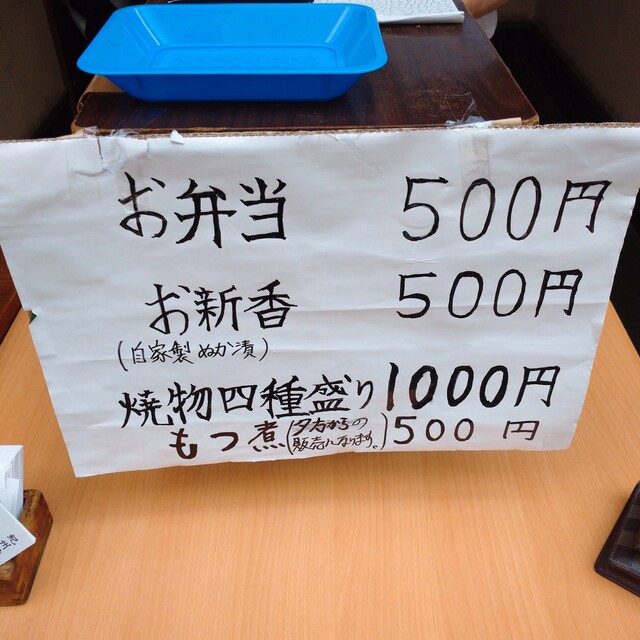 お弁当 500円
お新香 500円
(自家製ぬか漬)
焼物四種盛り 1000円
もつ煮(夕方からの販売になります。) 500円